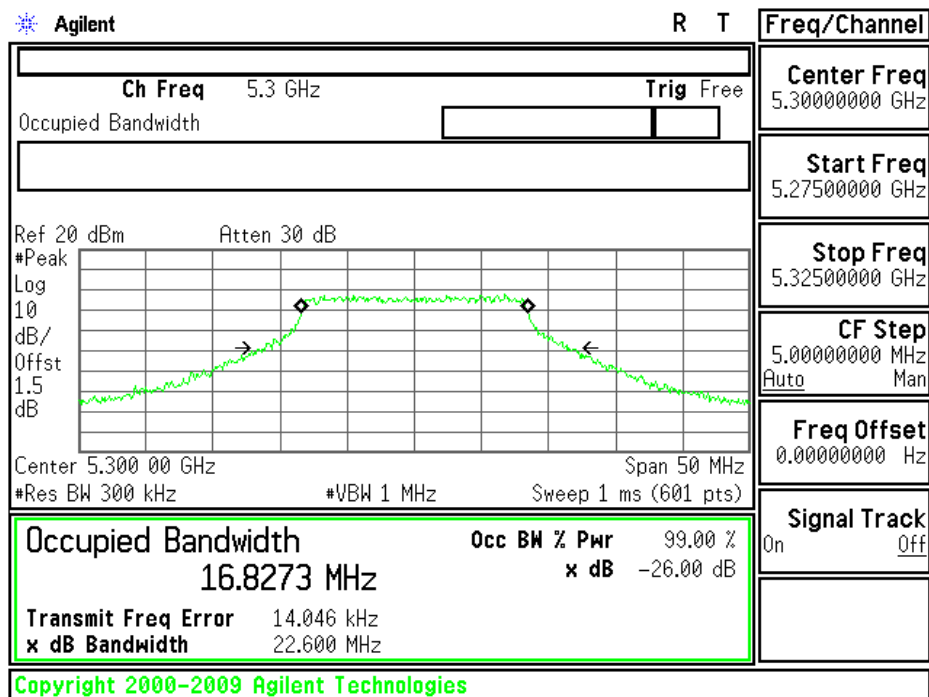 Agilent R T
Freq/Channel
Ch Freq 5.3 GHz Trig Free
Occupied Bandwidth
Center Freq
5.30000000 GHz
Start Freq
5.27500000 GHz
Stop Freq
5.32500000 GHz
CF Step
5.00000000 MHz
Auto Man
Freq Offset
0.00000000 Hz
Signal Track
On Off
Ref 20 dBm Atten 30 dB
#Peak
Log
10
dB/
Offst
1.5
dB
Center 5.300 00 GHz Span 50 MHz
#Res BW 300 kHz #VBW 1 MHz Sweep 1 ms (601 pts)
Occupied Bandwidth
16.8273 MHz
Occ BW % Pwr 99.00 %
x dB -26.00 dB
Transmit Freq Error 14.046 kHz
x dB Bandwidth 22.600 MHz
Copyright 2000-2009 Agilent Technologies